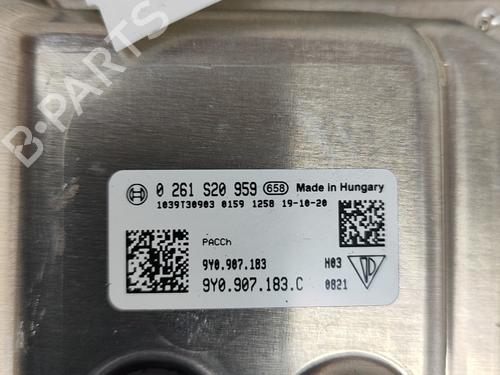 B-PARTS
0 261 S20 959 658 Made in Hungary
1039T30903 0159 1258 19-10-20
PACCh
9Y0.907.183 H03
9Y0.907.183.C 0821